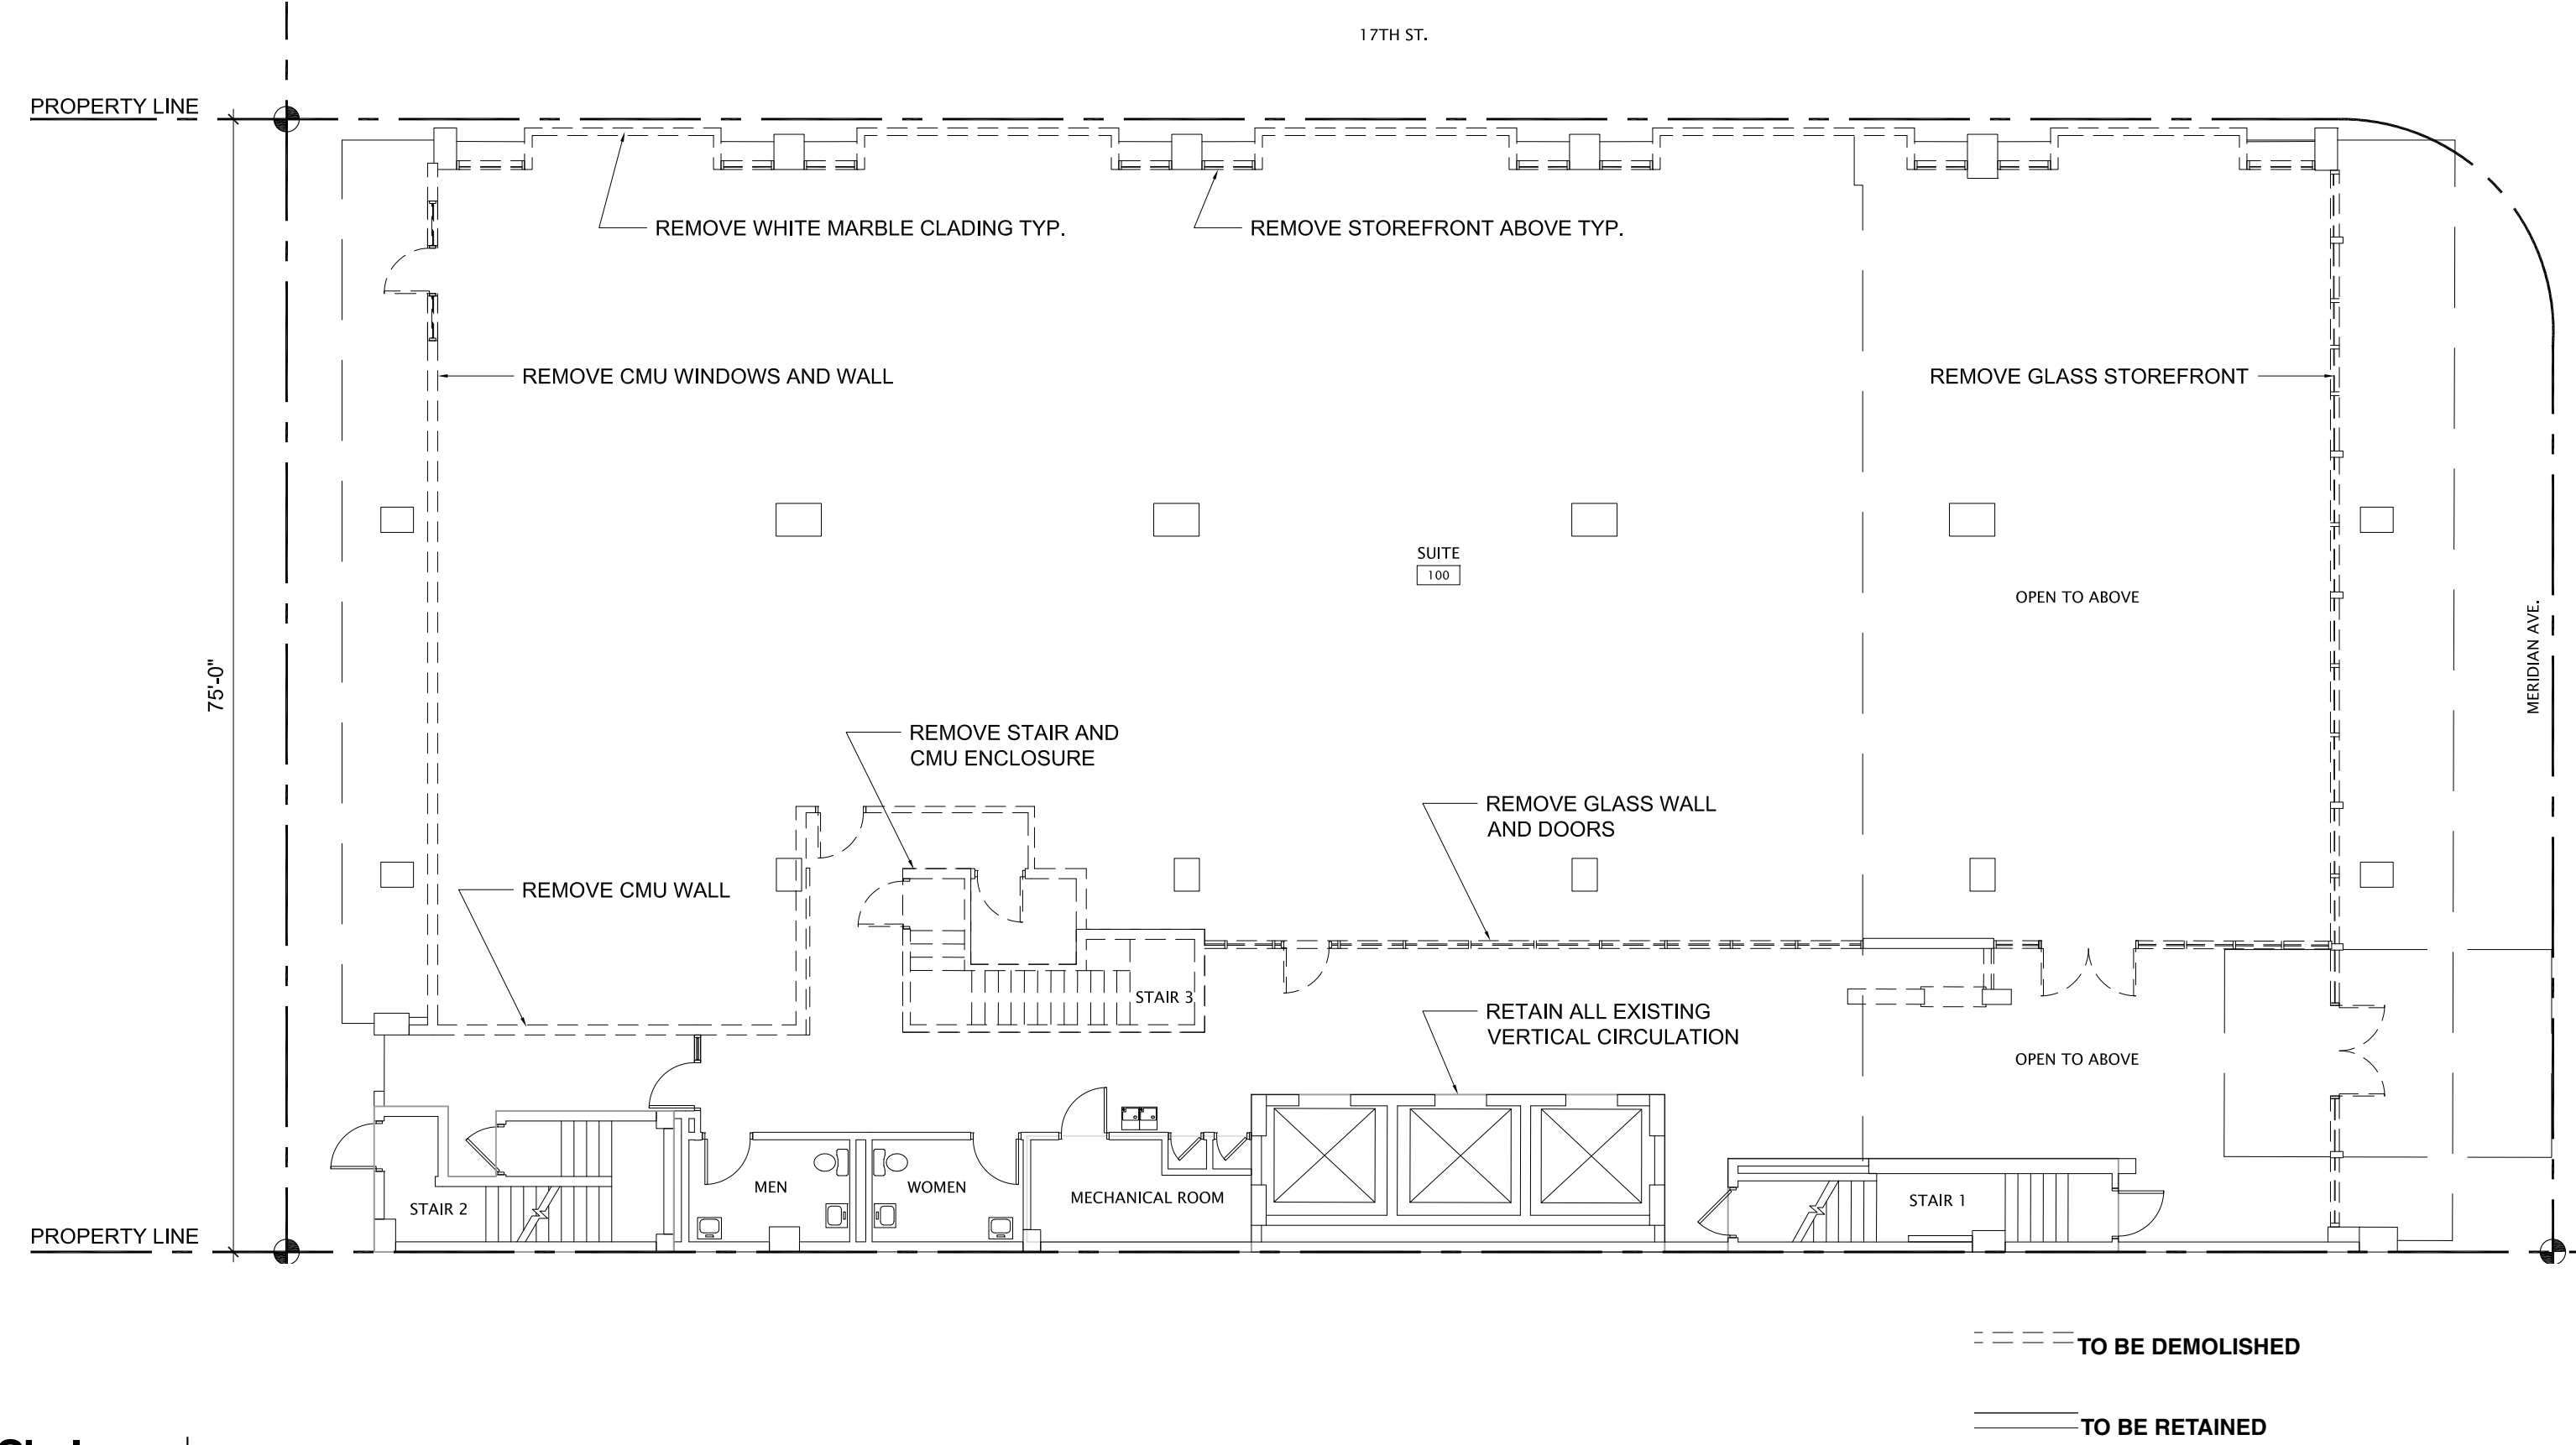 17TH ST.
PROPERTY LINE
REMOVE WHITE MARBLE CLADING TYP.
REMOVE STOREFRONT ABOVE TYP.
REMOVE CMU WINDOWS AND WALL
REMOVE GLASS STOREFRONT
SUITE
100
OPEN TO ABOVE
MERIDIAN AVE.
75'-0"
REMOVE STAIR AND
CMU ENCLOSURE
REMOVE GLASS WALL
AND DOORS
REMOVE CMU WALL
STAIR 3
RETAIN ALL EXISTING
VERTICAL CIRCULATION
OPEN TO ABOVE
MEN
WOMEN
MECHANICAL ROOM
STAIR 2
STAIR 1
PROPERTY LINE
TO BE DEMOLISHED
TO BE RETAINED